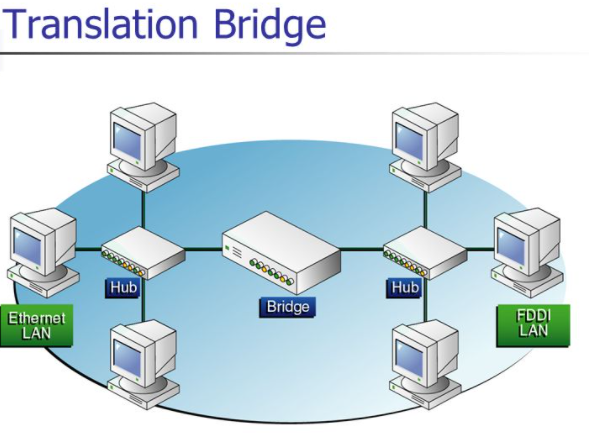 Translation Bridge
Hub
Hub
Bridge
Ethernet
LAN
FDDI
LAN